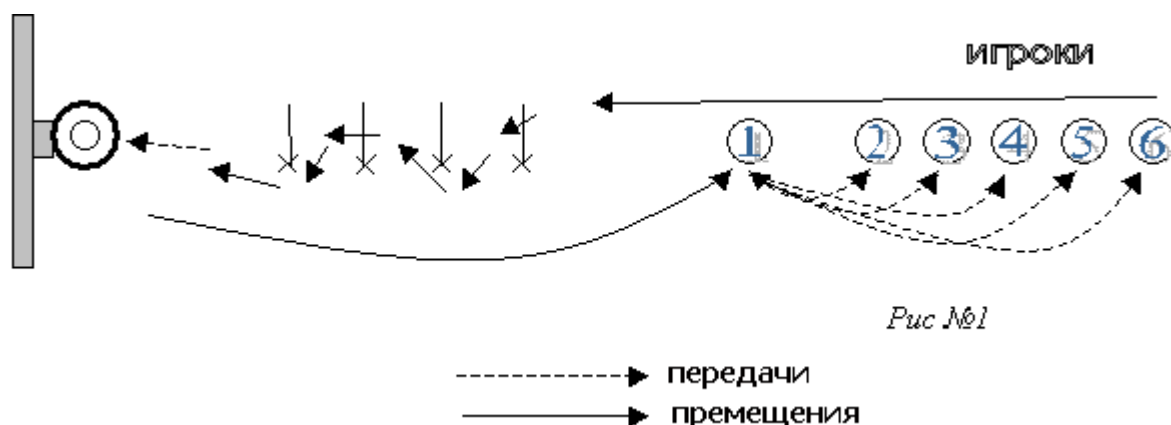 игроки
1 2 3 4 5 6
Рис №1
передачи
премещения